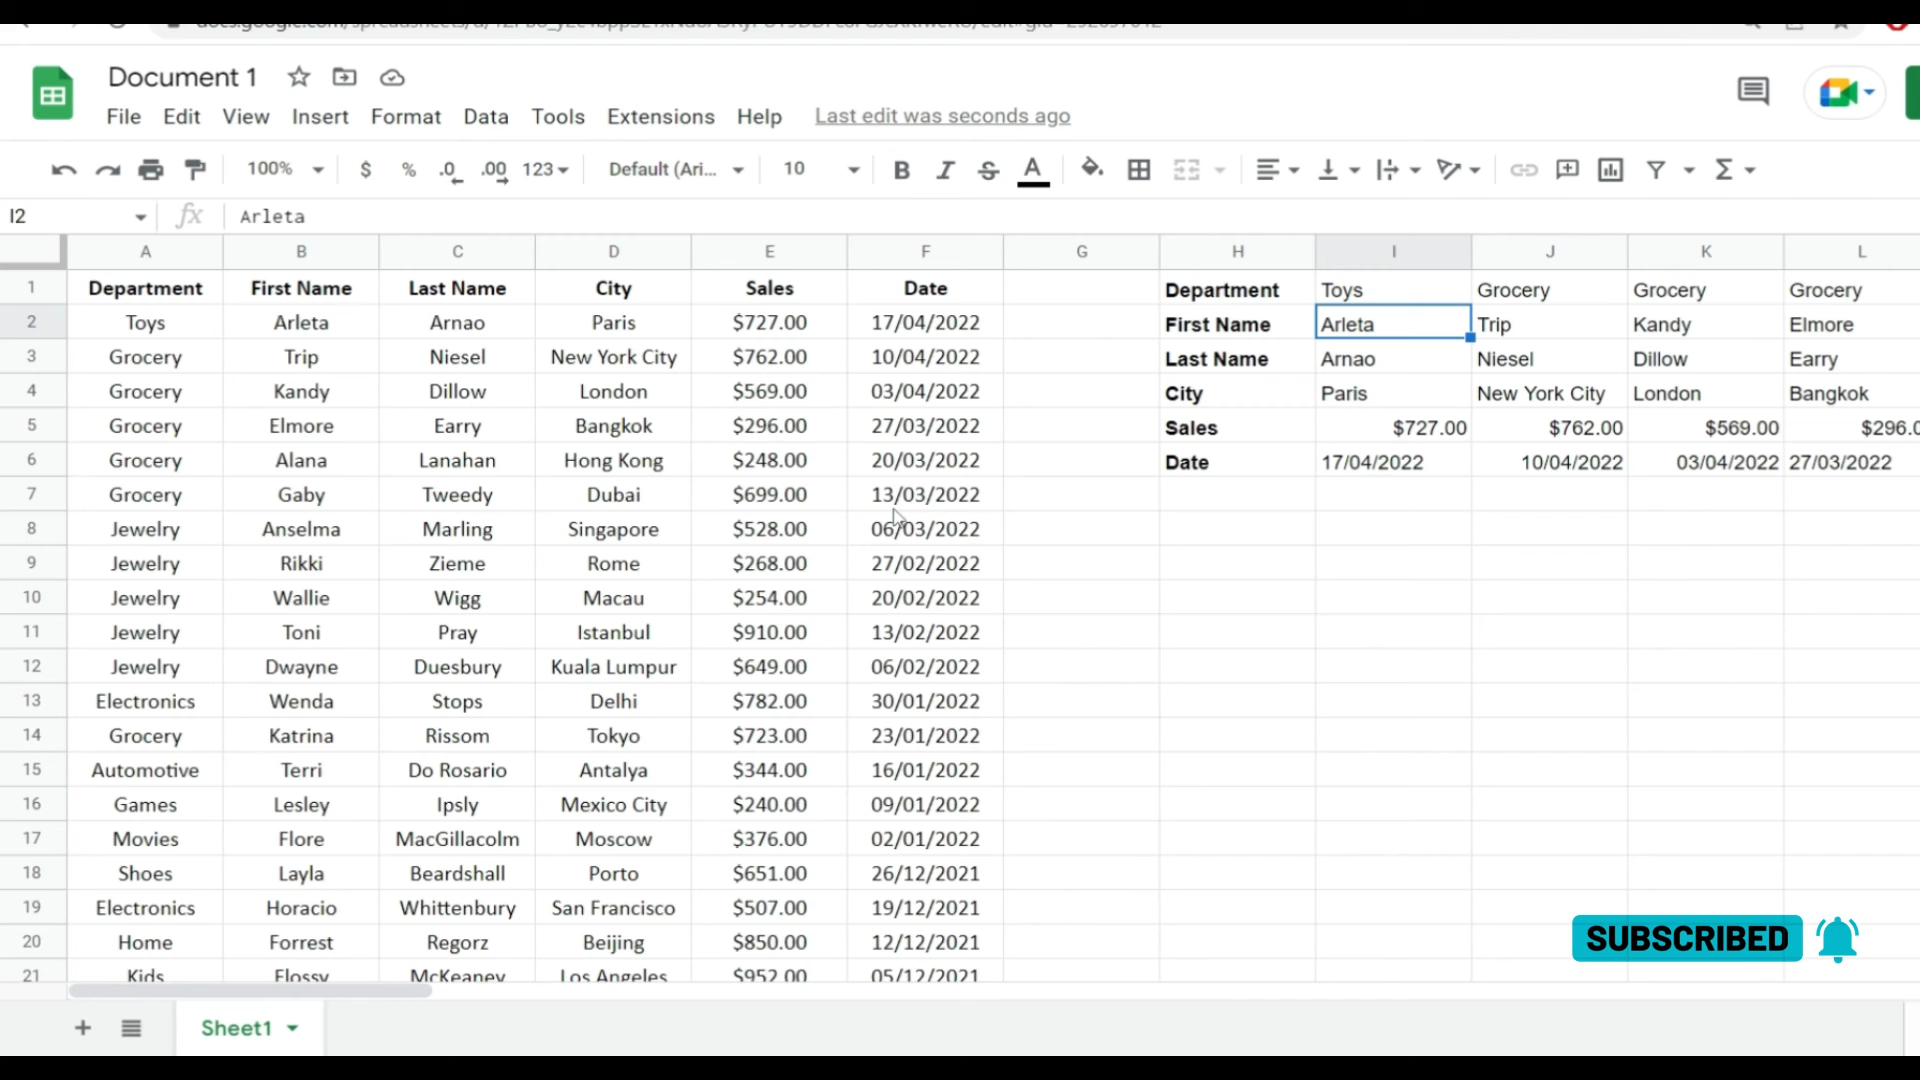 Document 1
File Edit View Insert Format Data Tools Extensions Help Last edit was seconds ago
100% $ % .0 .00 123 Default (Ari... 10 B I S A Σ
I2 fx Arleta
A B C D E F G H I J K L
1 Department First Name Last Name City Sales Date Department Toys Grocery Grocery Grocery
2 Toys Arleta Arnao Paris $727.00 17/04/2022 First Name Arleta Trip Kandy Elmore
3 Grocery Trip Niesel New York City $762.00 10/04/2022 Last Name Arnao Niesel Dillow Earry
4 Grocery Kandy Dillow London $569.00 03/04/2022 City Paris New York City London Bangkok
5 Grocery Elmore Earry Bangkok $296.00 27/03/2022 Sales $727.00 $762.00 $569.00 $296.0
6 Grocery Alana Lanahan Hong Kong $248.00 20/03/2022 Date 17/04/2022 10/04/2022 03/04/2022 27/03/2022
7 Grocery Gaby Tweedy Dubai $699.00 13/03/2022
8 Jewelry Anselma Marling Singapore $528.00 06/03/2022
9 Jewelry Rikki Zieme Rome $268.00 27/02/2022
10 Jewelry Wallie Wigg Macau $254.00 20/02/2022
11 Jewelry Toni Pray Istanbul $910.00 13/02/2022
12 Jewelry Dwayne Duesbury Kuala Lumpur $649.00 06/02/2022
13 Electronics Wenda Stops Delhi $782.00 30/01/2022
14 Grocery Katrina Rissom Tokyo $723.00 23/01/2022
15 Automotive Terri Do Rosario Antalya $344.00 16/01/2022
16 Games Lesley Ipsly Mexico City $240.00 09/01/2022
17 Movies Flore MacGillacolm Moscow $376.00 02/01/2022
18 Shoes Layla Beardshall Porto $651.00 26/12/2021
19 Electronics Horacio Whittenbury San Francisco $507.00 19/12/2021
20 Home Forrest Regorz Beijing $850.00 12/12/2021
21 Kids Flossy McKeaney Los Angeles $952.00 05/12/2021
SUBSCRIBED
Sheet1